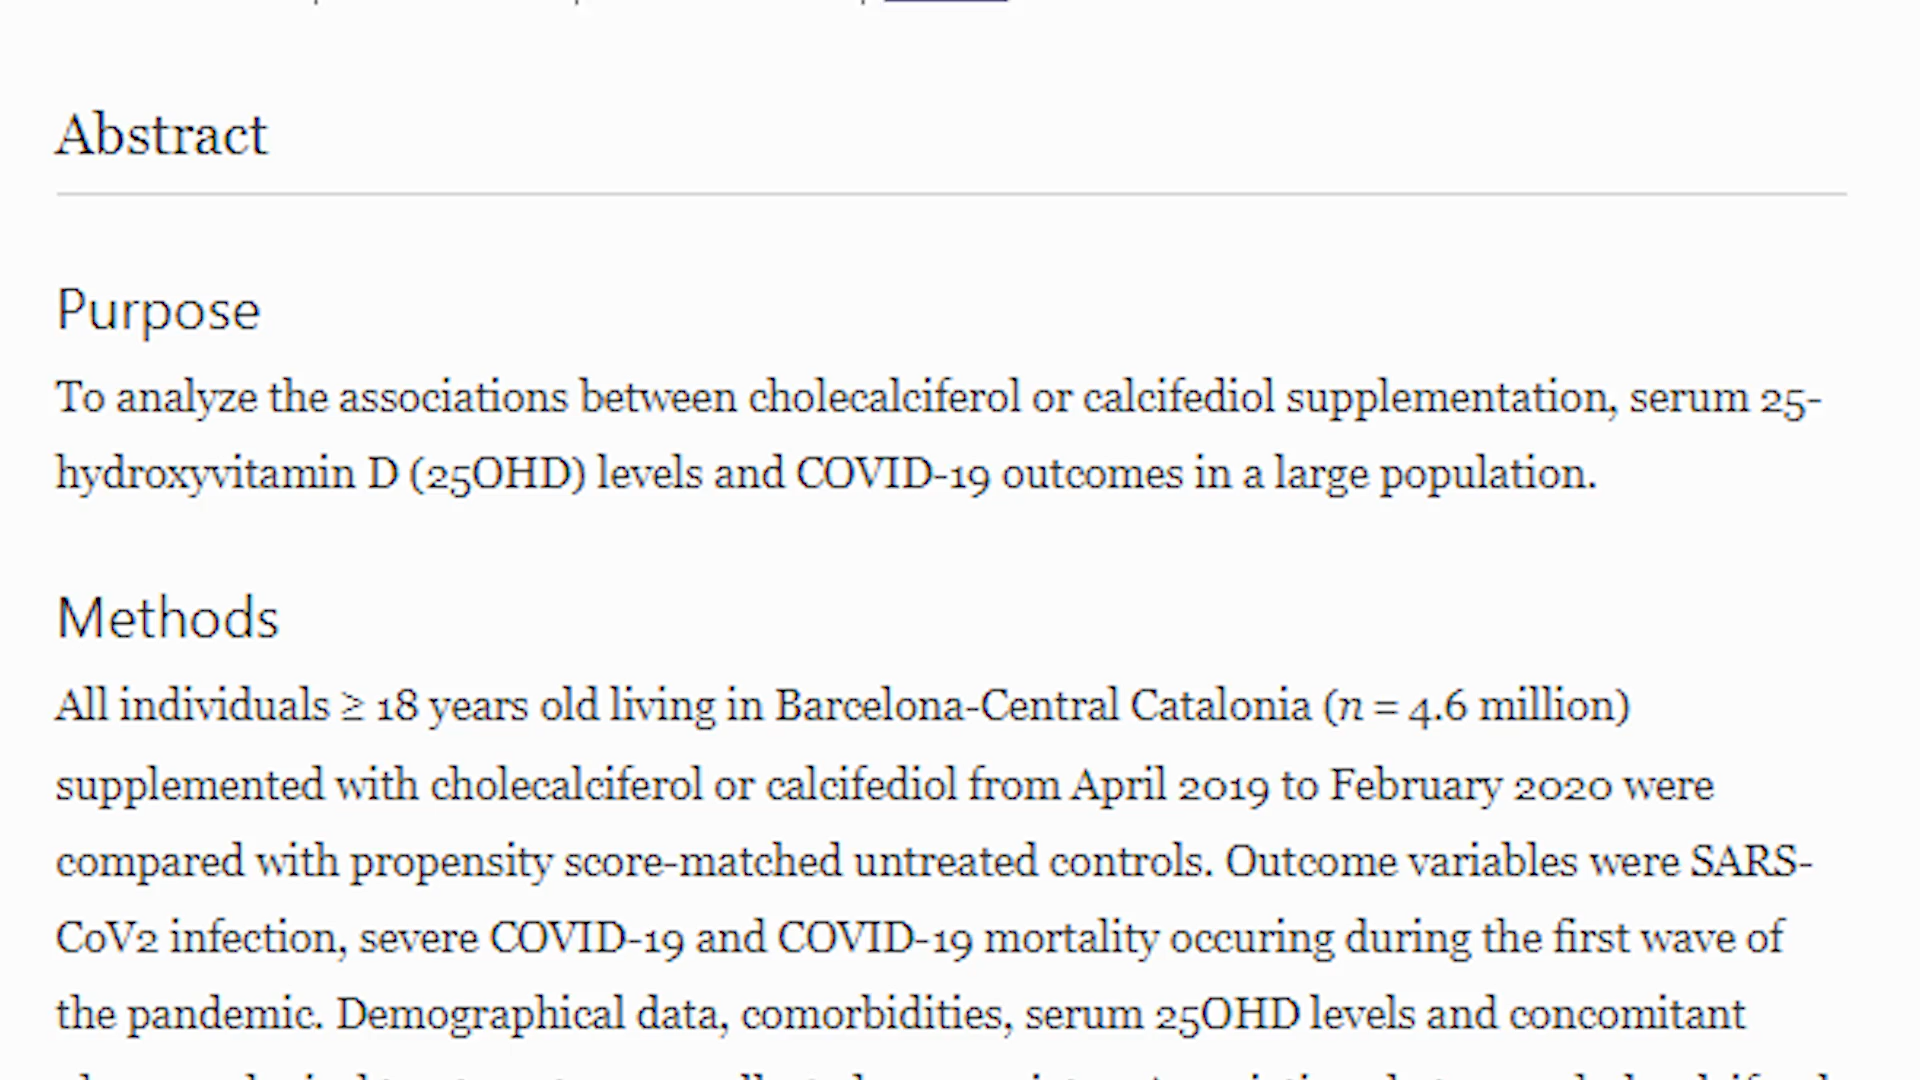 Abstract
Purpose
To analyze the associations between cholecalciferol or calcifediol supplementation, serum 25-
hydroxyvitamin D (25OHD) levels and COVID-19 outcomes in a large population.
Methods
All individuals ≥ 18 years old living in Barcelona-Central Catalonia (n = 4.6 million)
supplemented with cholecalciferol or calcifediol from April 2019 to February 2020 were
compared with propensity score-matched untreated controls. Outcome variables were SARS-
CoV2 infection, severe COVID-19 and COVID-19 mortality occuring during the first wave of
the pandemic. Demographical data, comorbidities, serum 25OHD levels and concomitant